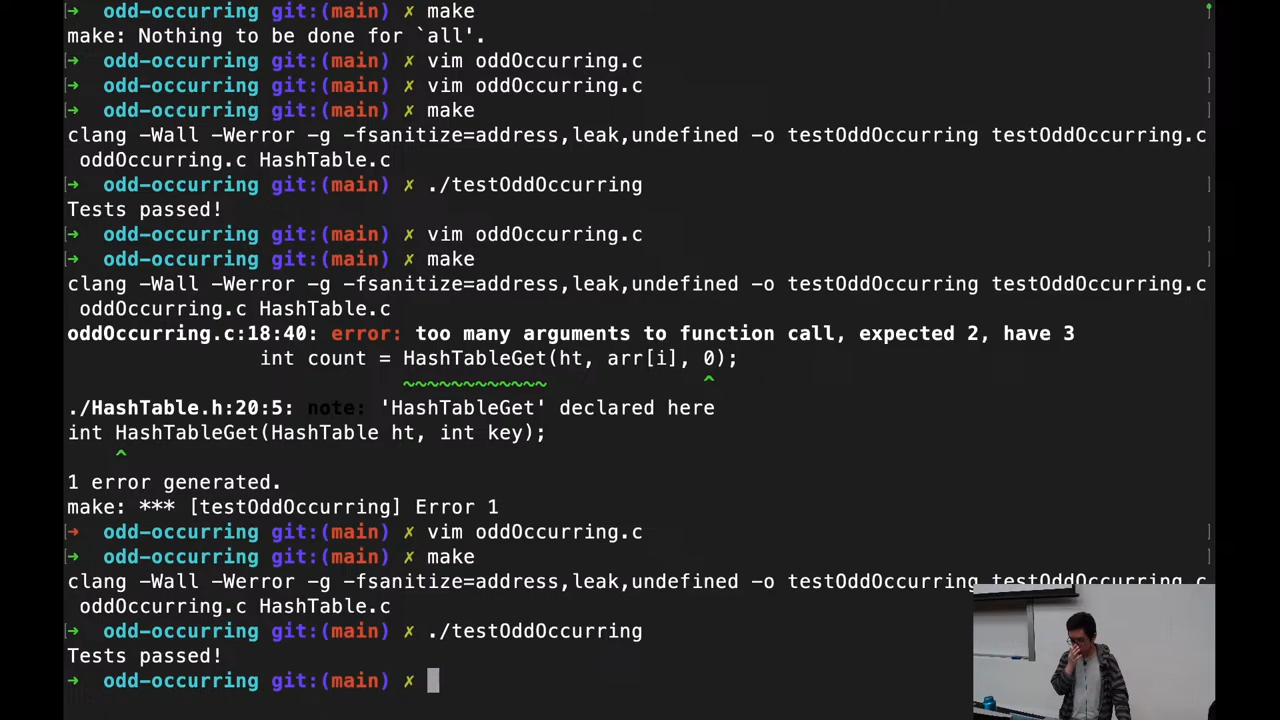 [➜  odd-occurring git:(main) ✗ make ]
make: Nothing to be done for `all'.
[➜  odd-occurring git:(main) ✗ vim oddOccurring.c ]
[➜  odd-occurring git:(main) ✗ vim oddOccurring.c ]
[➜  odd-occurring git:(main) ✗ make ]
clang -Wall -Werror -g -fsanitize=address,leak,undefined -o testOddOccurring testOddOccurring.c
 oddOccurring.c HashTable.c
[➜  odd-occurring git:(main) ✗ ./testOddOccurring ]
Tests passed!
[➜  odd-occurring git:(main) ✗ vim oddOccurring.c ]
[➜  odd-occurring git:(main) ✗ make ]
clang -Wall -Werror -g -fsanitize=address,leak,undefined -o testOddOccurring testOddOccurring.c
 oddOccurring.c HashTable.c
oddOccurring.c:18:40: error: too many arguments to function call, expected 2, have 3
                int count = HashTableGet(ht, arr[i], 0);
                            ~~~~~~~~~~~~             ^
./HashTable.h:20:5: note: 'HashTableGet' declared here
int HashTableGet(HashTable ht, int key);
    ^
1 error generated.
make: *** [testOddOccurring] Error 1
[➜  odd-occurring git:(main) ✗ vim oddOccurring.c ]
[➜  odd-occurring git:(main) ✗ make ]
clang -Wall -Werror -g -fsanitize=address,leak,undefined -o testOddOccurring testOddOccurring.c
 oddOccurring.c HashTable.c
[➜  odd-occurring git:(main) ✗ ./testOddOccurring
Tests passed!
➜  odd-occurring git:(main) ✗